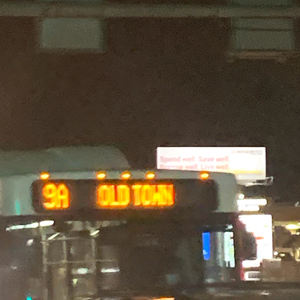 Spend well. Save well.
Borrow well. Live well.
9A OLD TOWN